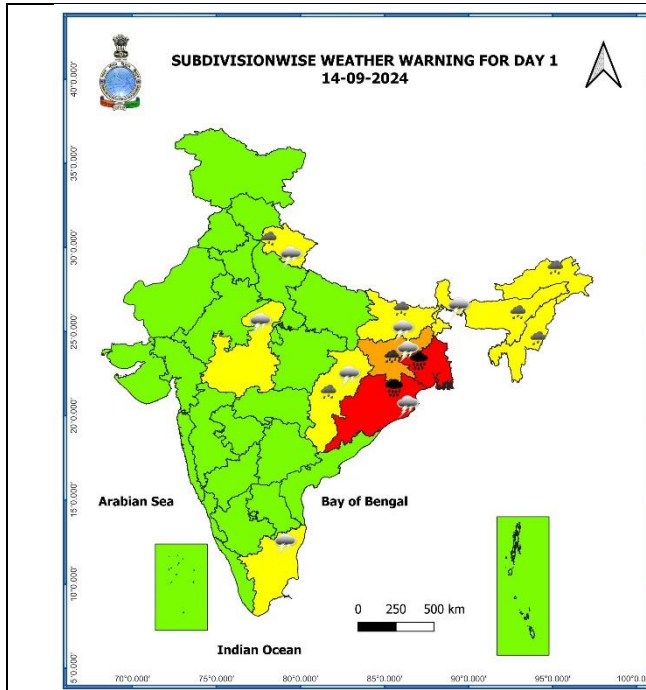 SUBDIVISIONWISE WEATHER WARNING FOR DAY 1
14-09-2024
40°0.000'
35°0.000'
30°0.000'
25°0.000'
20°0.000'
15°0.000'
10°0.000'
5°0.000'
Arabian Sea
Bay of Bengal
0 250 500 km
Indian Ocean
70°0.000' 75°0.000' 80°0.000' 85°0.000' 90°0.000' 95°0.000' 100°0.0